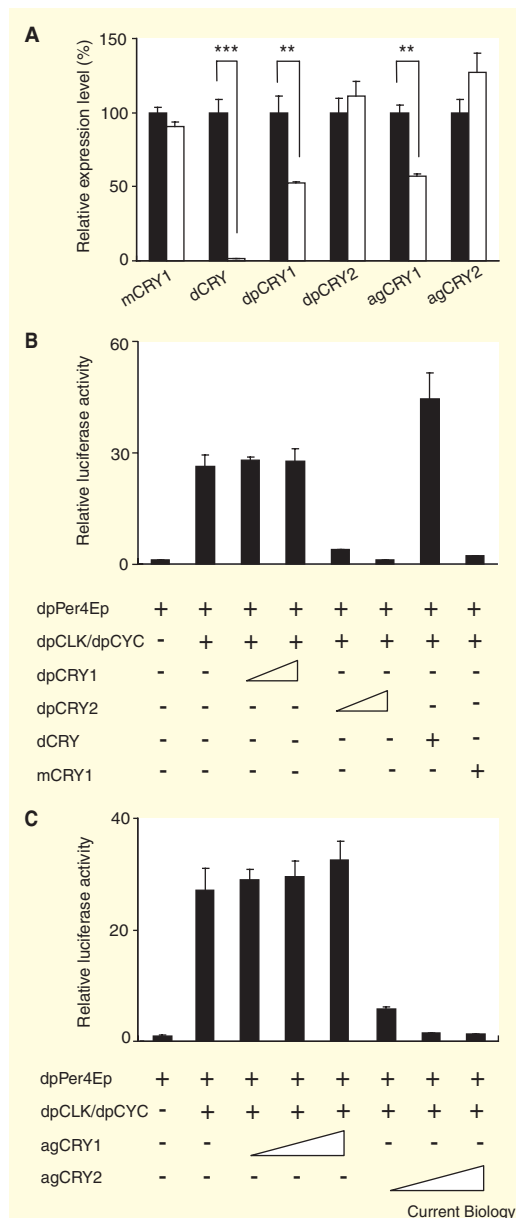 A
Relative expression level (%)
150
100
50
0
*** ** **
mCRY1 dCRY dpCRY1 dpCRY2 agCRY1 agCRY2
B
Relative luciferase activity
60
30
0
dpPer4Ep + + + + + + + +
dpCLK/dpCYC - + + + + + + +
dpCRY1 - - - - - -
dpCRY2 - - - - - -
dCRY - - - - - - + -
mCRY1 - - - - - - - +
C
Relative luciferase activity
40
20
0
dpPer4Ep + + + + + + + +
dpCLK/dpCYC - + + + + + + +
agCRY1 - - - - -
agCRY2 - - - - -
Current Biology